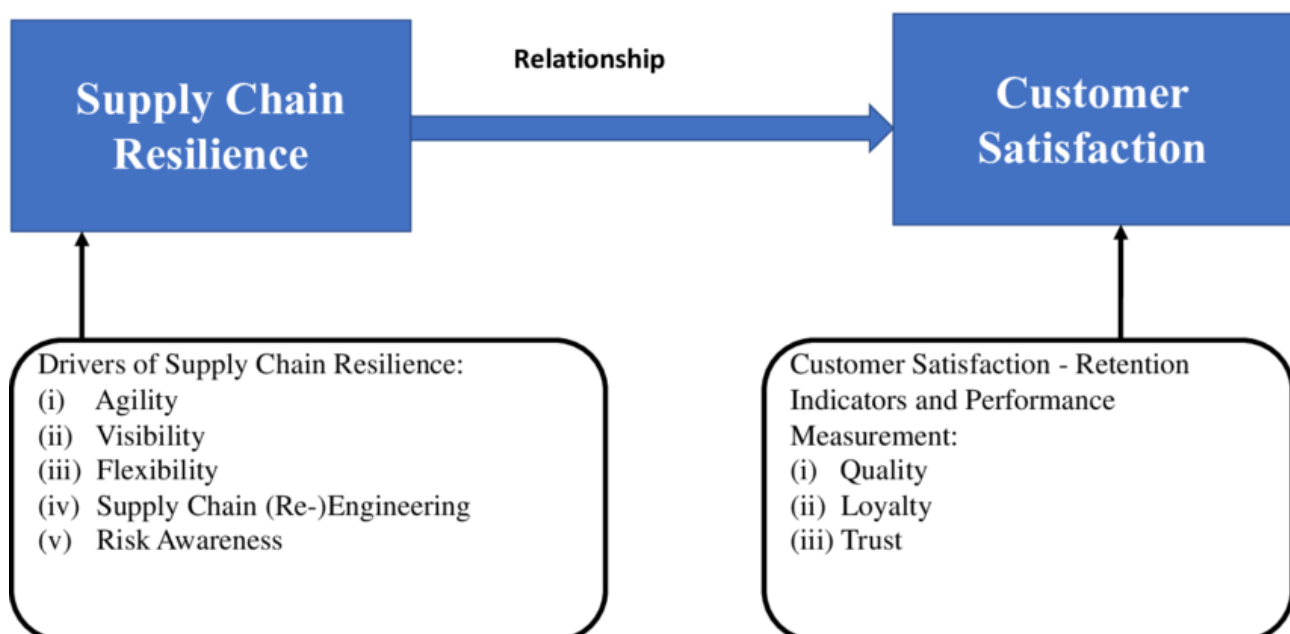 Supply Chain
Resilience
Relationship
Customer
Satisfaction
Drivers of Supply Chain Resilience:
(i) Agility
(ii) Visibility
(iii) Flexibility
(iv) Supply Chain (Re-)Engineering
(v) Risk Awareness
Customer Satisfaction - Retention
Indicators and Performance
Measurement:
(i) Quality
(ii) Loyalty
(iii) Trust